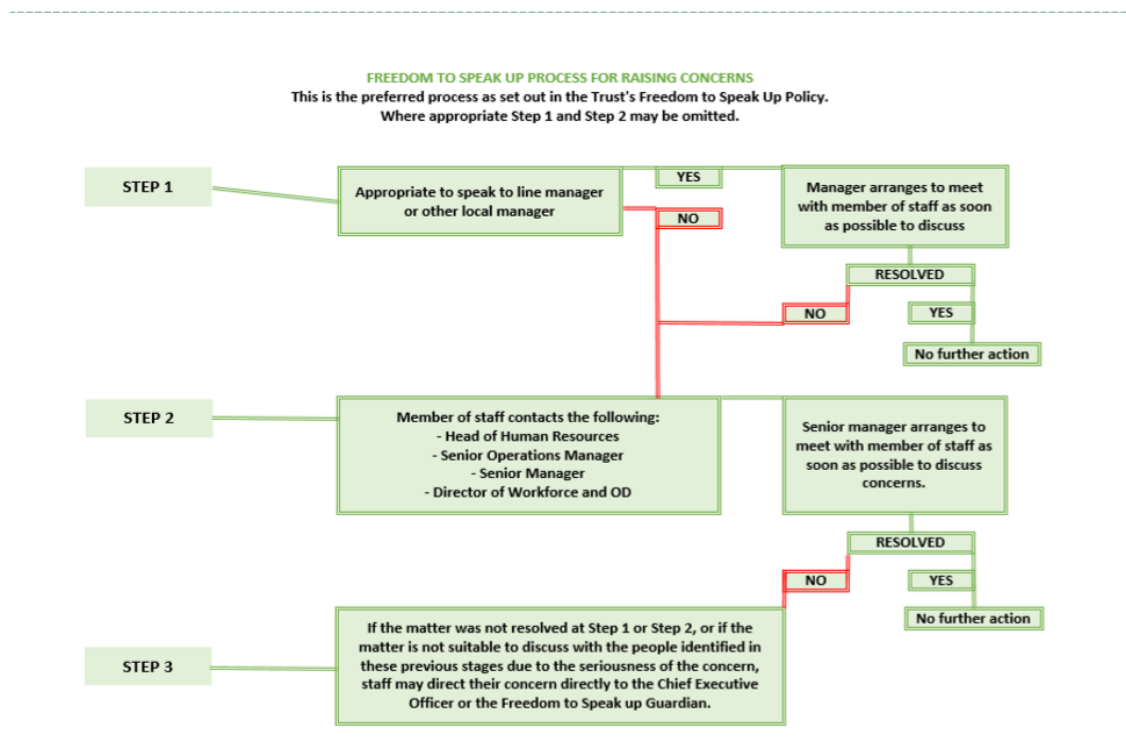 FREEDOM TO SPEAK UP PROCESS FOR RAISING CONCERNS
This is the preferred process as set out in the Trust's Freedom to Speak Up Policy.
Where appropriate Step 1 and Step 2 may be omitted.
STEP 1
Appropriate to speak to line manager
or other local manager
YES
NO
Manager arranges to meet
with member of staff as soon
as possible to discuss
RESOLVED
NO
YES
No further action
STEP 2
Member of staff contacts the following:
- Head of Human Resources
- Senior Operations Manager
- Senior Manager
- Director of Workforce and OD
Senior manager arranges to
meet with member of staff as
soon as possible to discuss
concerns.
RESOLVED
NO
YES
No further action
STEP 3
If the matter was not resolved at Step 1 or Step 2, or if the
matter is not suitable to discuss with the people identified in
these previous stages due to the seriousness of the concern,
staff may direct their concern directly to the Chief Executive
Officer or the Freedom to Speak up Guardian.